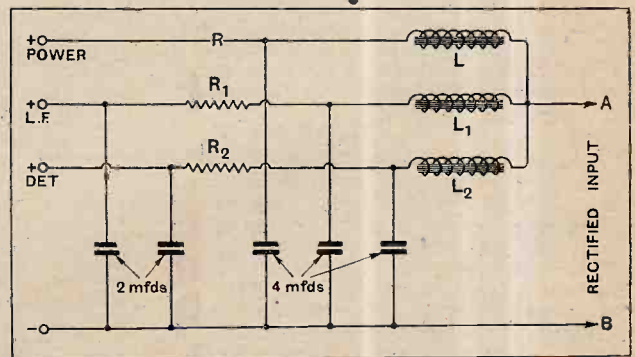 +
POWER
R
L
+
L.F.
R1
L1
A
+
DET
R2
L2
2 mfds
4 mfds
RECTIFIED INPUT
-
B